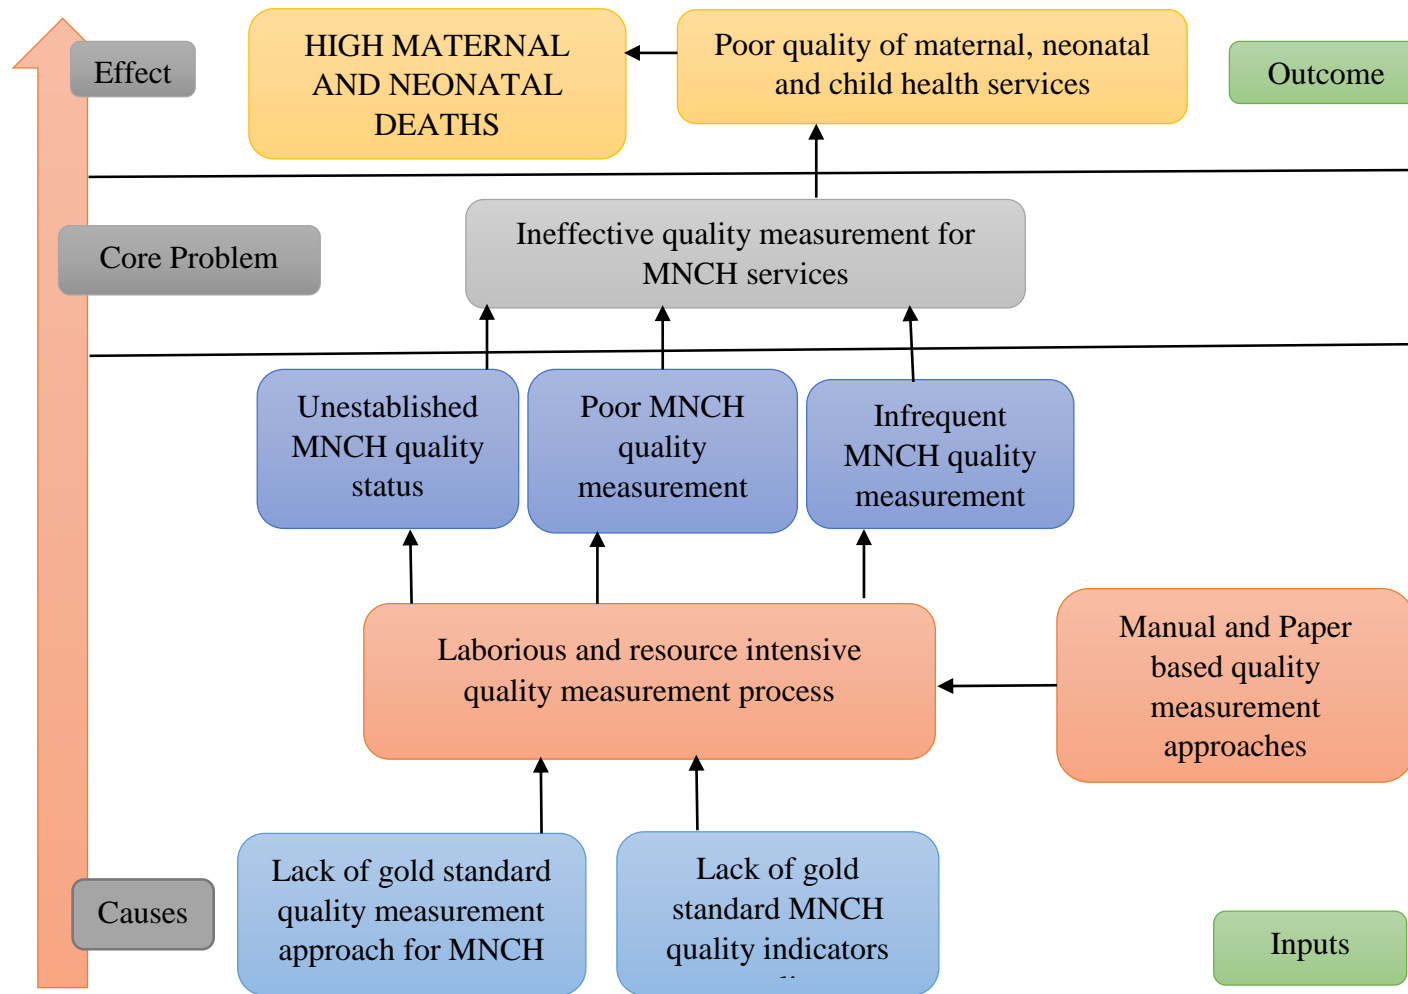 Effect
HIGH MATERNAL
AND NEONATAL
DEATHS
Poor quality of maternal, neonatal
and child health services
Outcome
Core Problem
Ineffective quality measurement for
MNCH services
Unestablished
MNCH quality
status
Poor MNCH
quality
measurement
Infrequent
MNCH quality
measurement
Laborious and resource intensive
quality measurement process
Manual and Paper
based quality
measurement
approaches
Causes
Lack of gold standard
quality measurement
approach for MNCH
Lack of gold
standard MNCH
quality indicators
Inputs